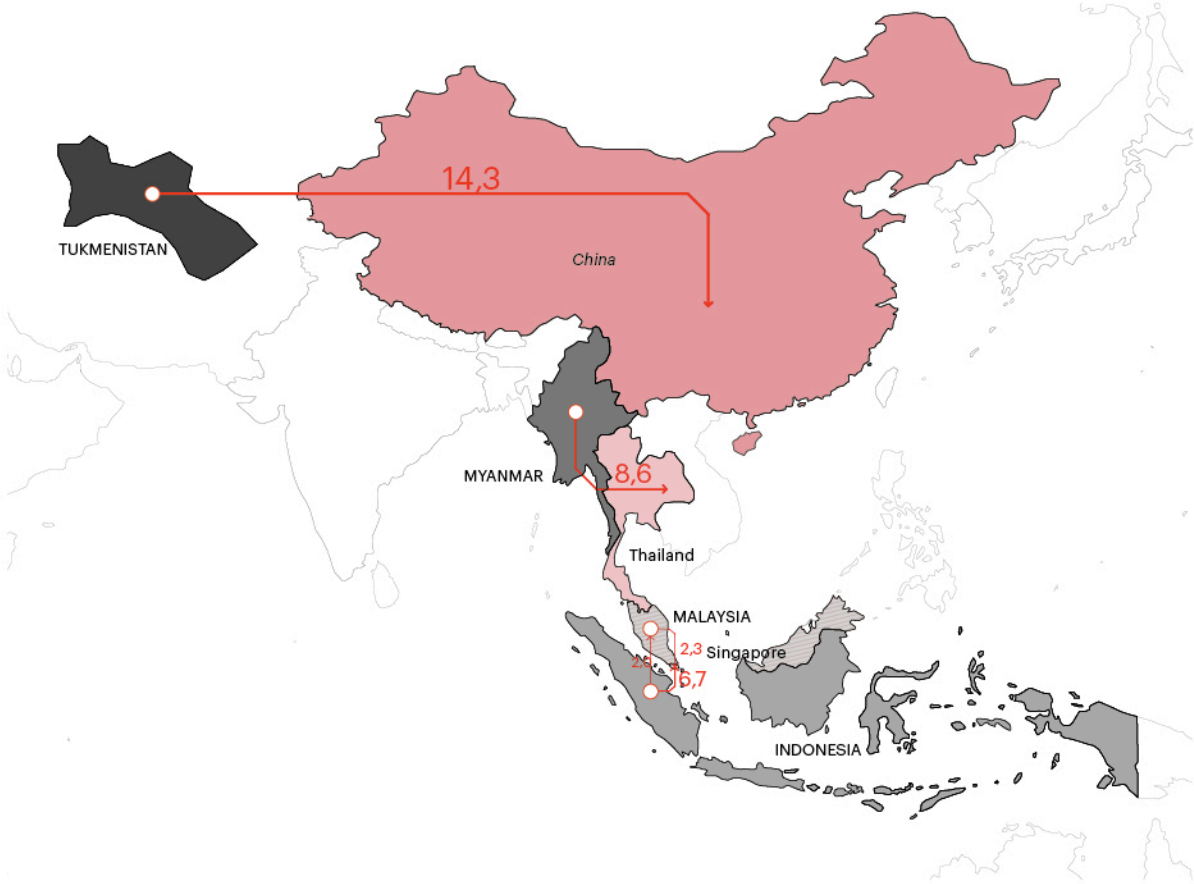 14,3
TUKMENISTAN
China
MYANMAR
8,6
Thailand
MALAYSIA
2,3
Singapore
6,7
INDONESIA